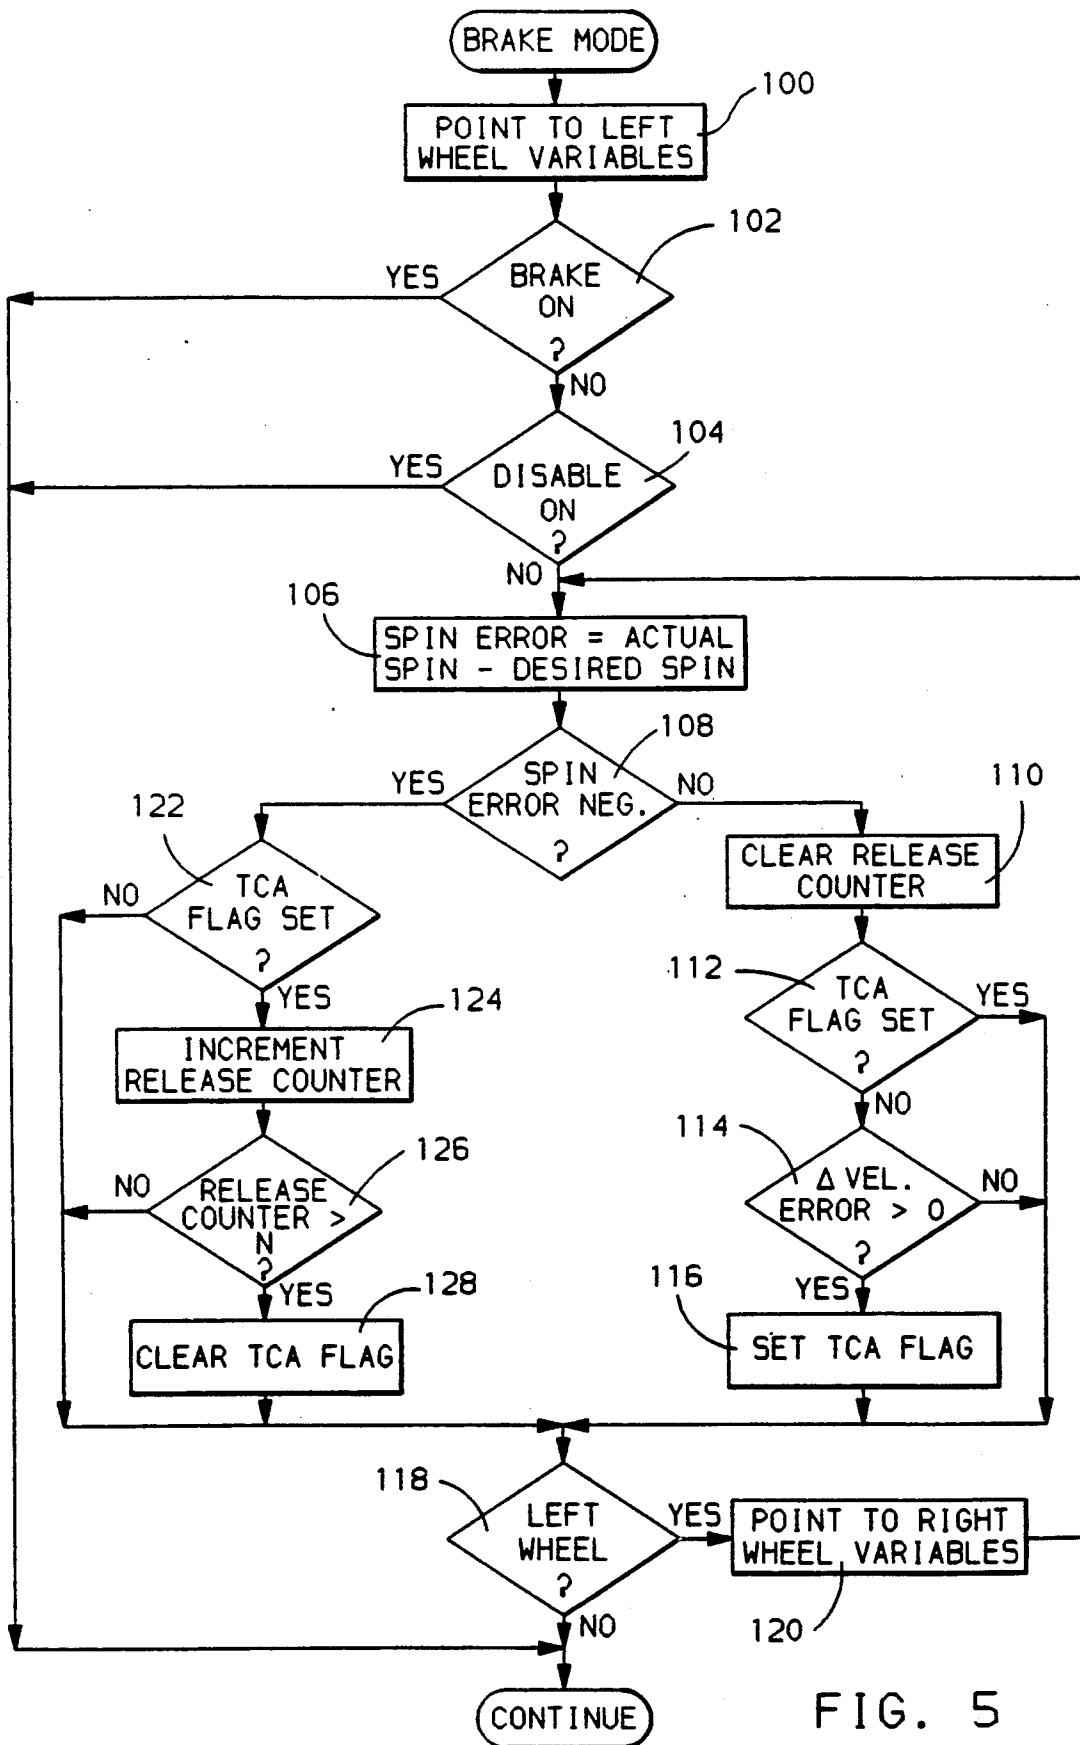 BRAKE MODE
100
POINT TO LEFT
WHEEL VARIABLES
102
YES
BRAKE
ON
?
NO
104
YES
DISABLE
ON
?
NO
106
SPIN ERROR = ACTUAL
SPIN - DESIRED SPIN
108
YES
SPIN
ERROR NEG.
?
NO
110
CLEAR RELEASE
COUNTER
122
NO
TCA
FLAG SET
?
YES
112
TCA
FLAG SET
?
YES
NO
124
INCREMENT
RELEASE COUNTER
114
Δ VEL.
ERROR > 0
?
NO
YES
126
NO
RELEASE
COUNTER >
N
?
YES
128
CLEAR TCA FLAG
116
SET TCA FLAG
118
LEFT
WHEEL
?
YES
NO
POINT TO RIGHT
WHEEL VARIABLES
120
CONTINUE
FIG. 5